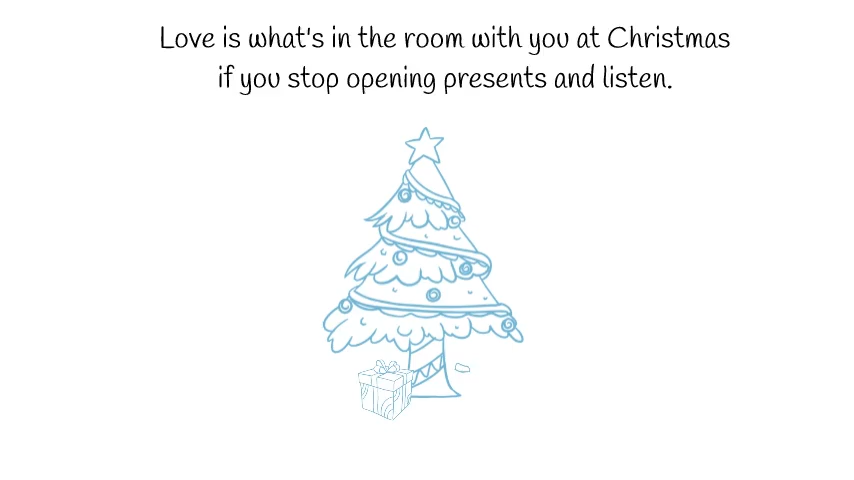 Love is what's in the room with you at Christmas
if you stop opening presents and listen.